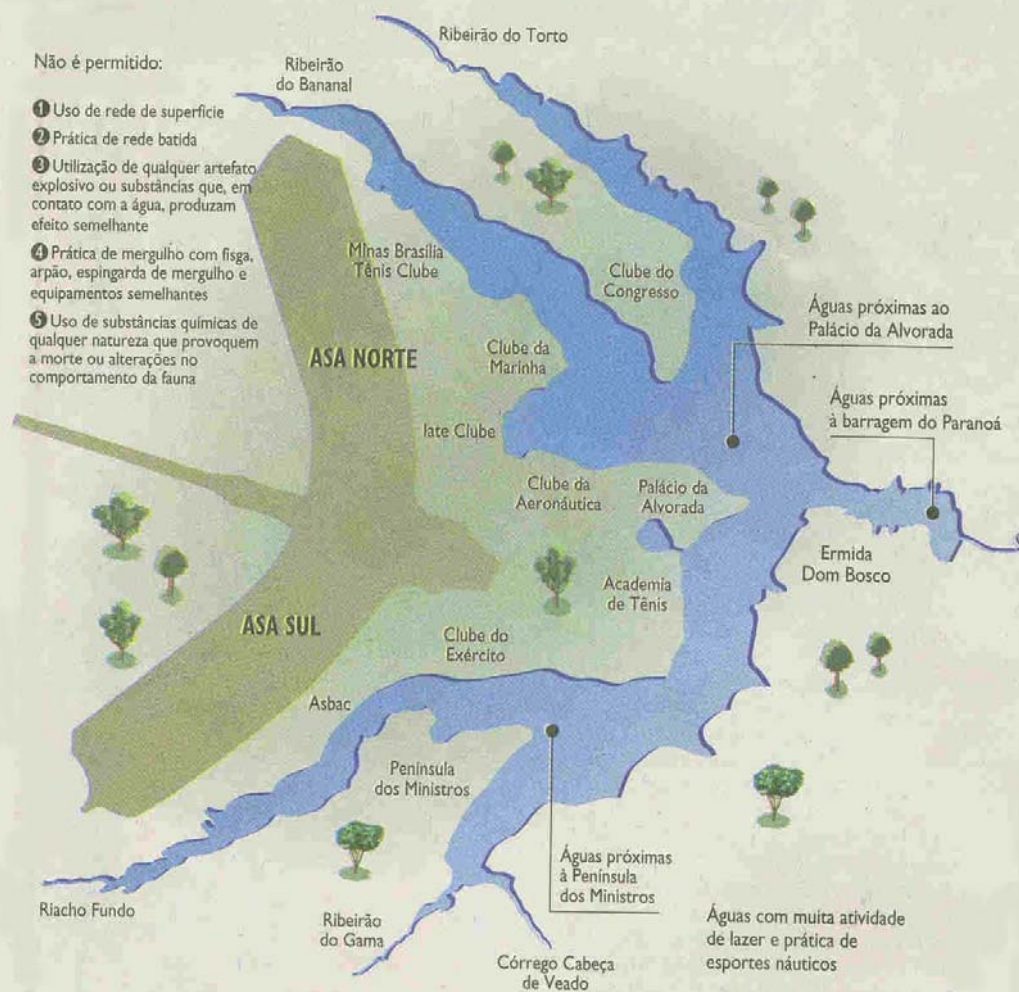 Não é permitido:
❶ Uso de rede de superfície
❷ Prática de rede batida
❸ Utilização de qualquer artefato
explosivo ou substâncias que, em
contato com a água, produzam
efeito semelhante
❹ Prática de mergulho com fisga,
arpão, espingarda de mergulho e
equipamentos semelhantes
❺ Uso de substâncias químicas de
qualquer natureza que provoquem
a morte ou alterações no
comportamento da fauna
Ribeirão do Torto
Ribeirão
do Bananal
Minas Brasília
Tênis Clube
Clube do
Congresso
Águas próximas ao
Palácio da Alvorada
Clube da
Marinha
ASA NORTE
Águas próximas
à barragem do Paranoá
Iate Clube
Clube da
Aeronáutica
Palácio da
Alvorada
Ermida
Dom Bosco
Academia
de Tênis
ASA SUL
Clube do
Exército
Asbac
Península
dos Ministros
Águas próximas
à Península
dos Ministros
Riacho Fundo
Ribeirão
do Gama
Córrego Cabeça
de Veado
Águas com muita atividade
de lazer e prática de
esportes náuticos